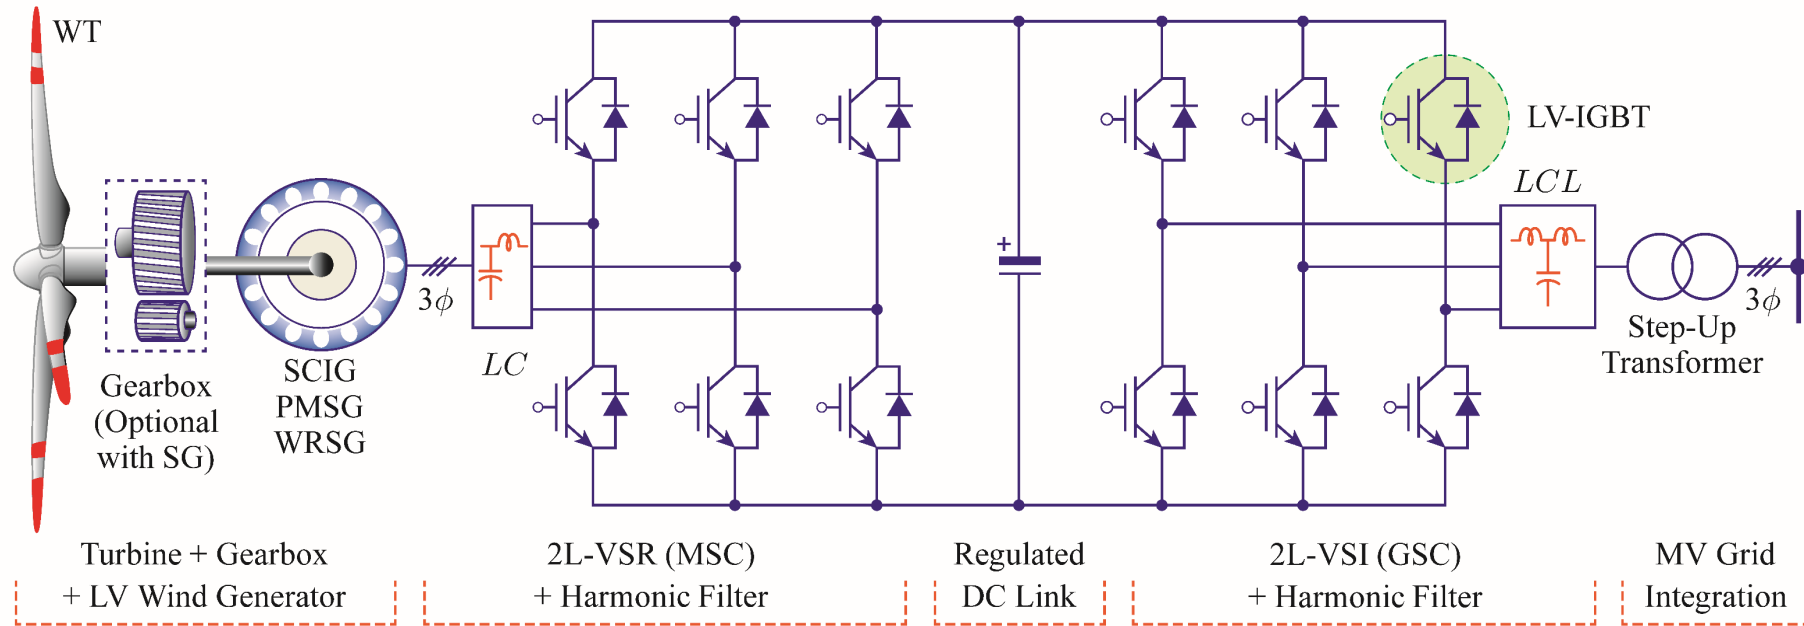 WT
Gearbox
(Optional
with SG)
SCIG
PMSG
WRSG
3ϕ
LC
+
LV-IGBT
LCL
Step-Up
Transformer
3ϕ
Turbine + Gearbox
+ LV Wind Generator
2L-VSR (MSC)
+ Harmonic Filter
Regulated
DC Link
2L-VSI (GSC)
+ Harmonic Filter
MV Grid
Integration